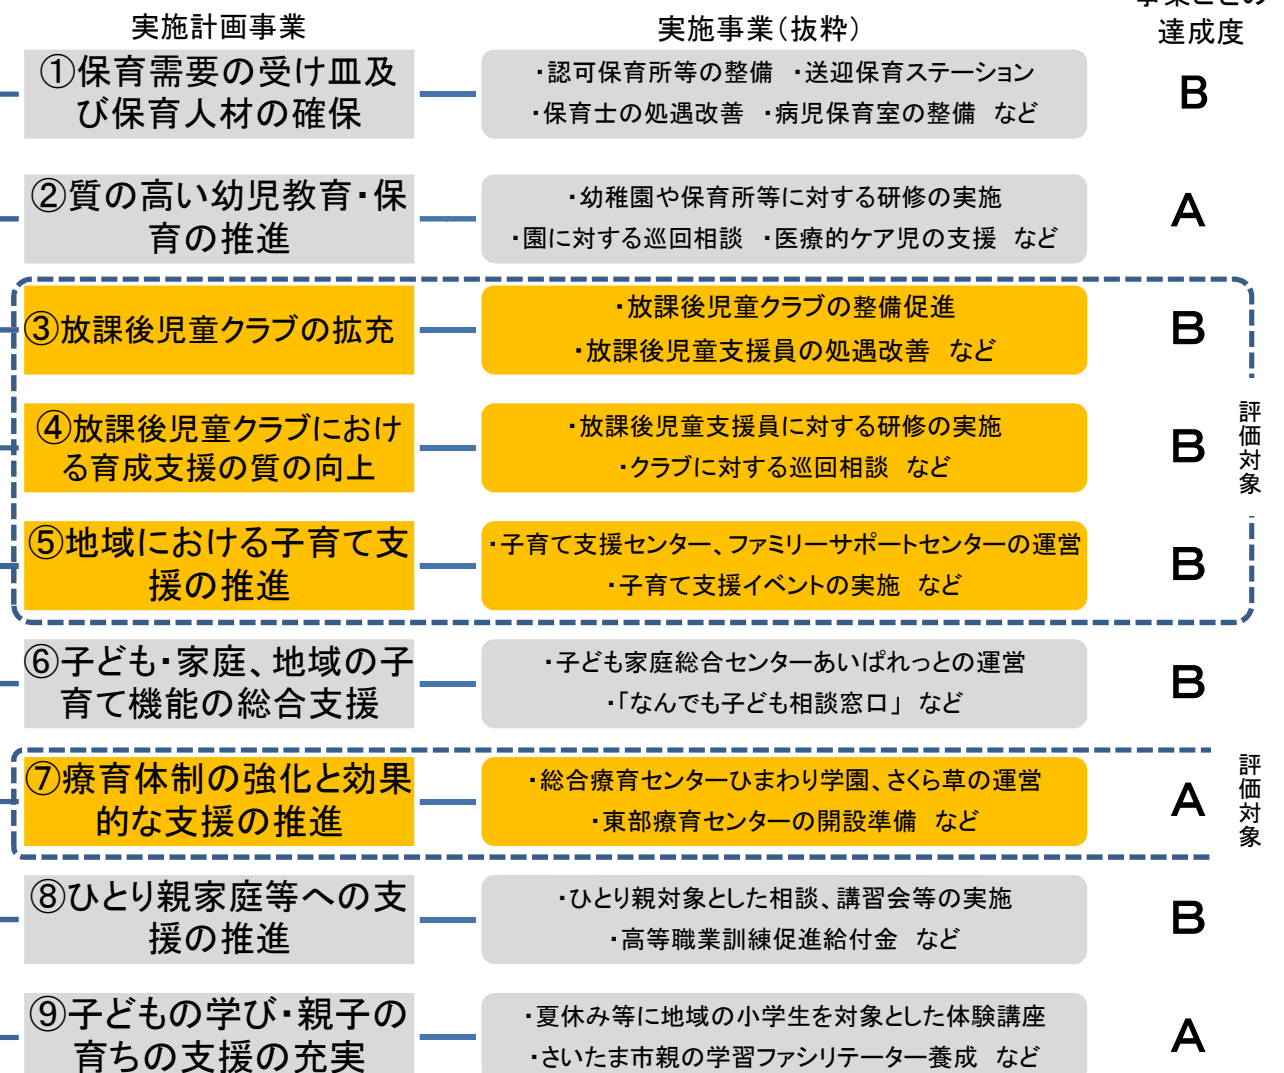 実施計画事業
実施事業（抜粋）
事業ごとの
達成度
①保育需要の受け皿及
び保育人材の確保
・認可保育所等の整備　・送迎保育ステーション
・保育士の処遇改善　・病児保育室の整備　など
B
②質の高い幼児教育・保
育の推進
・幼稚園や保育所等に対する研修の実施
・園に対する巡回相談　・医療的ケア児の支援　など
A
③放課後児童クラブの拡充
・放課後児童クラブの整備促進
・放課後児童支援員の処遇改善　など
B
④放課後児童クラブにおけ
る育成支援の質の向上
・放課後児童支援員に対する研修の実施
・クラブに対する巡回相談　など
B
評価対象
⑤地域における子育て支
援の推進
・子育て支援センター、ファミリーサポートセンターの運営
・子育て支援イベントの実施　など
B
⑥子ども・家庭、地域の子
育て機能の総合支援
・子ども家庭総合センターあいぱれっとの運営
・「なんでも子ども相談窓口」　など
B
⑦療育体制の強化と効果
的な支援の推進
・総合療育センターひまわり学園、さくら草の運営
・東部療育センターの開設準備　など
A
評価対象
⑧ひとり親家庭等への支
援の推進
・ひとり親対象とした相談、講習会等の実施
・高等職業訓練促進給付金　など
B
⑨子どもの学び・親子の
育ちの支援の充実
・夏休み等に地域の小学生を対象とした体験講座
・さいたま市親の学習ファシリテーター養成　など
A